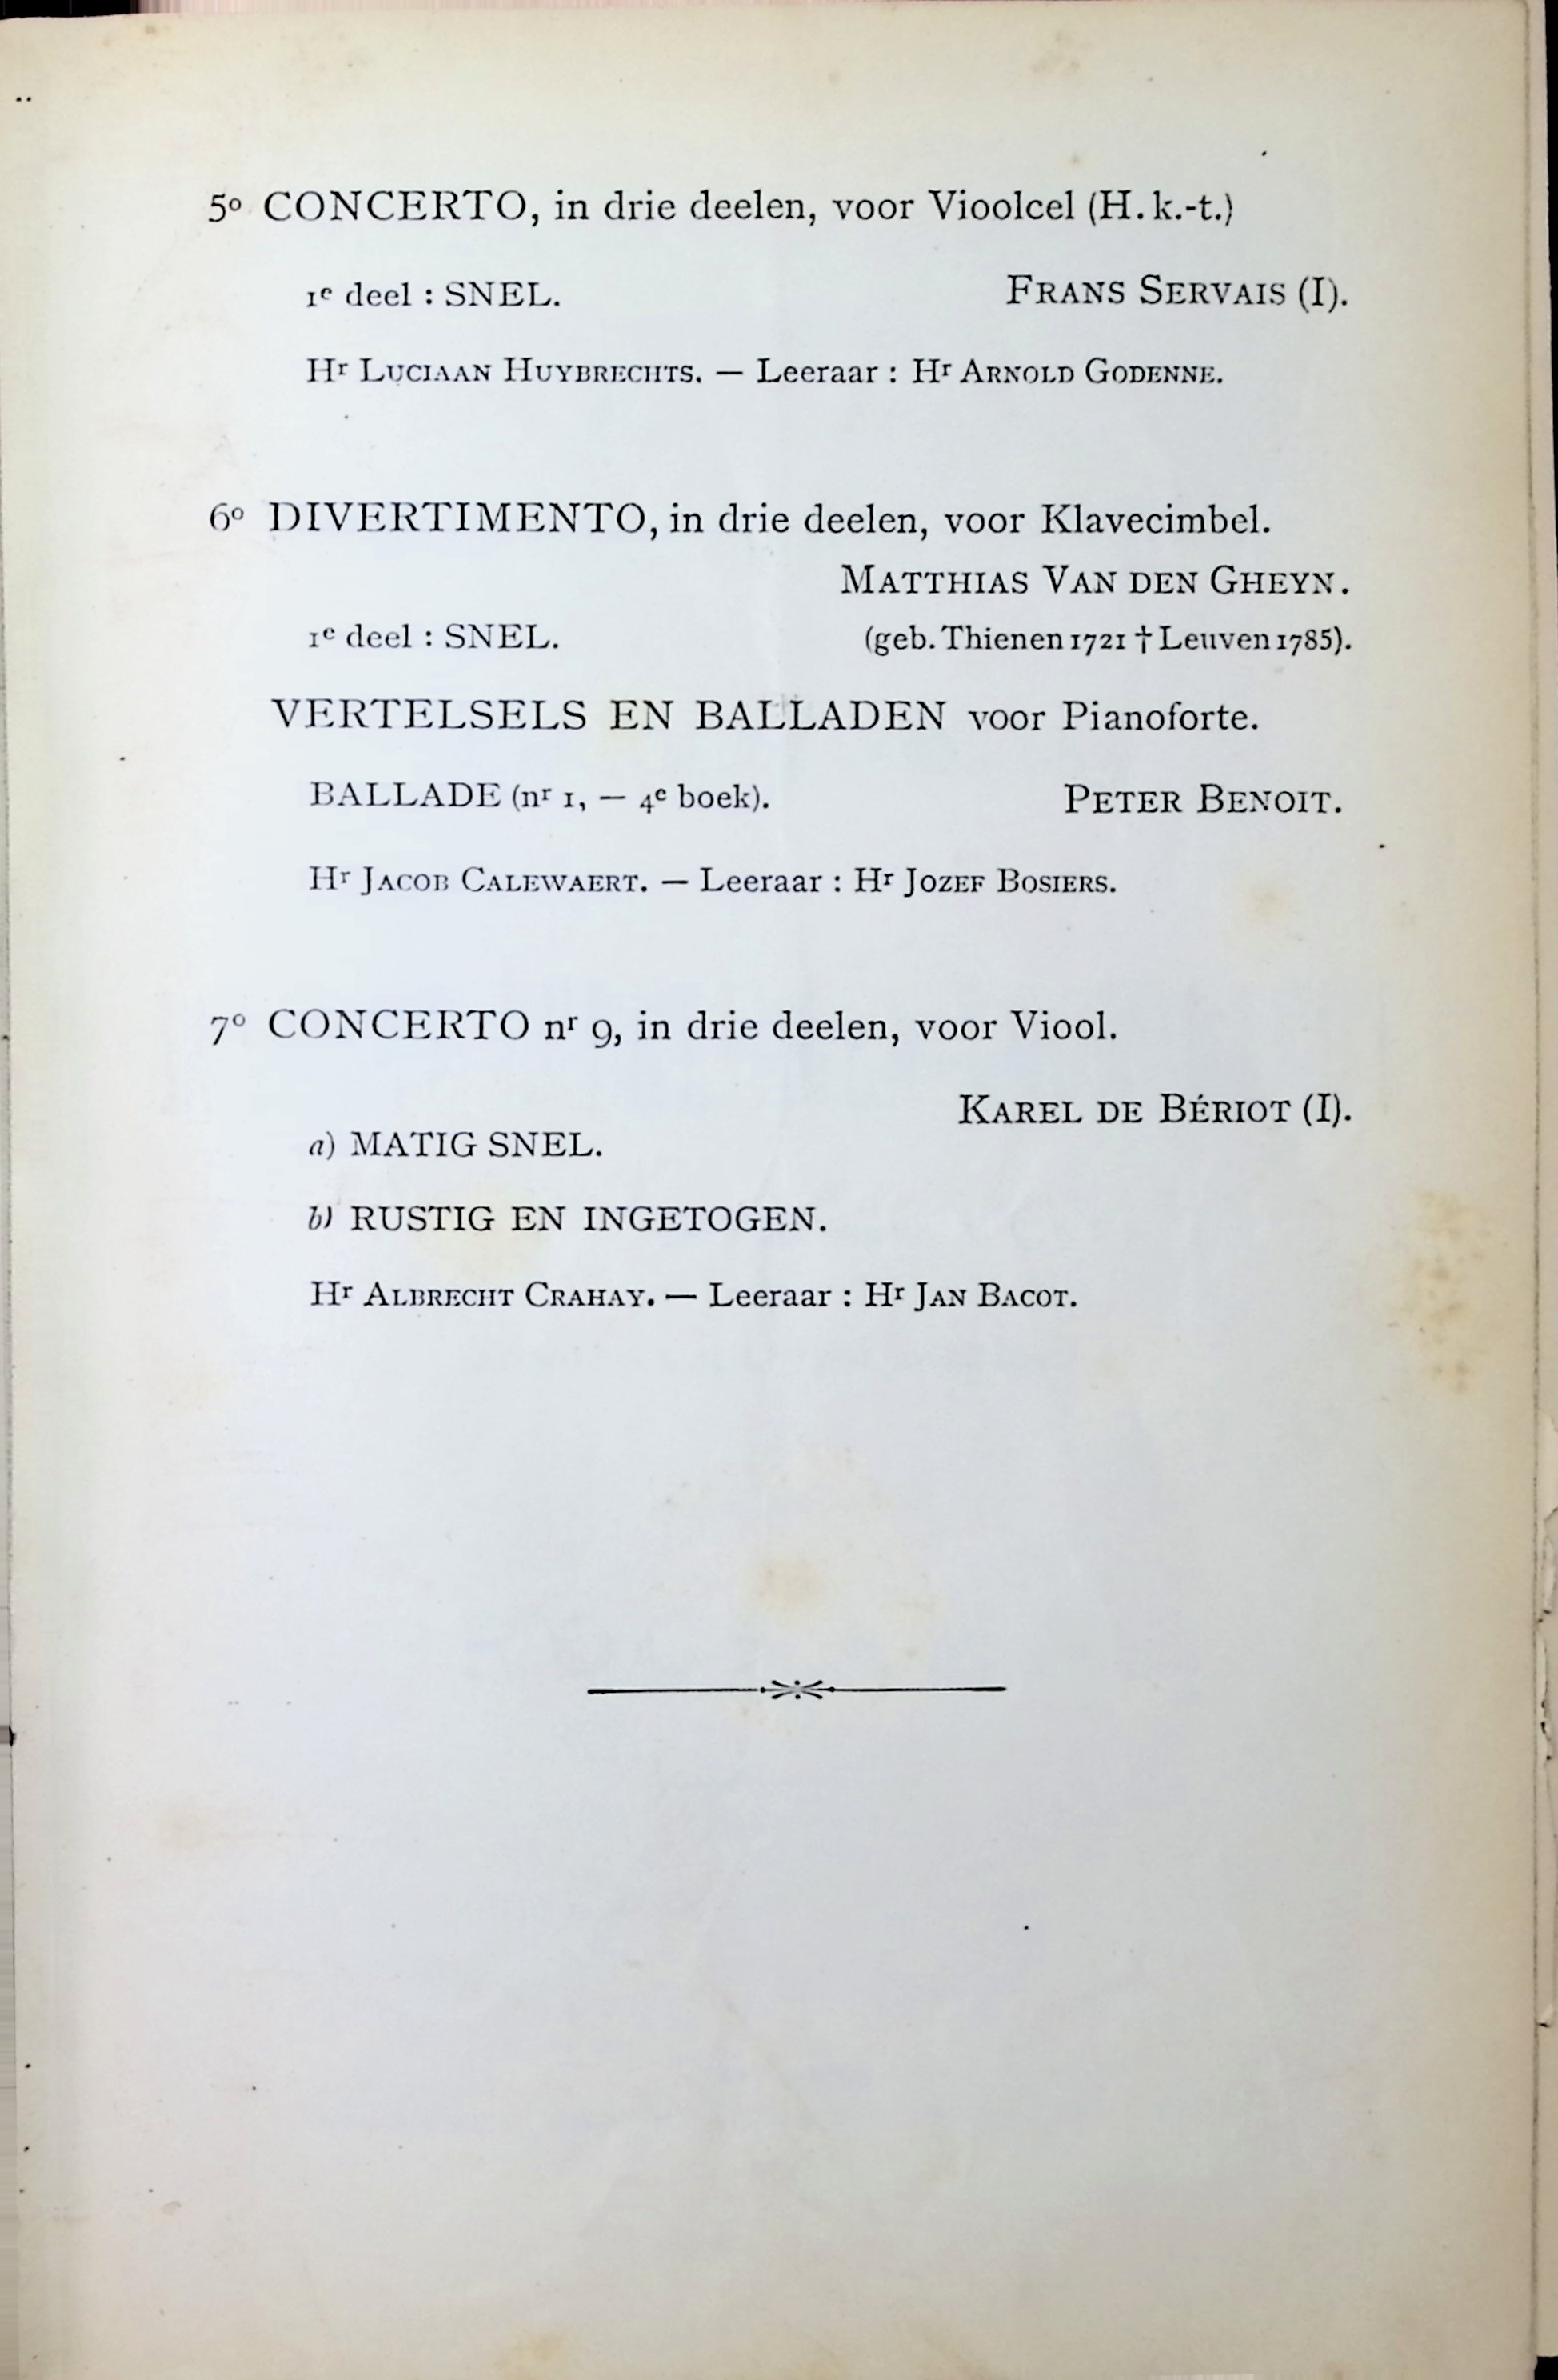 5º CONCERTO, in drie deelen, voor Vioolcel (H. k.-t.)
1e deel : SNEL. FRANS SERVAIS (I).
Hr LUCIAAN HUYBRECHTS. — Leeraar : Hr ARNOLD GODENNE.
6º DIVERTIMENTO, in drie deelen, voor Klavecimbel.
MATTHIAS VAN DEN GHEYN.
1e deel : SNEL. (geb. Thienen 1721 † Leuven 1785).
VERTELSELS EN BALLADEN voor Pianoforte.
BALLADE (nr 1, — 4e boek). PETER BENOIT.
Hr JACOB CALEWAERT. — Leeraar : Hr JOZEF BOSIERS.
7º CONCERTO nr 9, in drie deelen, voor Viool.
KAREL DE BÉRIOT (I).
a) MATIG SNEL.
b) RUSTIG EN INGETOGEN.
Hr ALBRECHT CRAHAY. — Leeraar : Hr JAN BACOT.